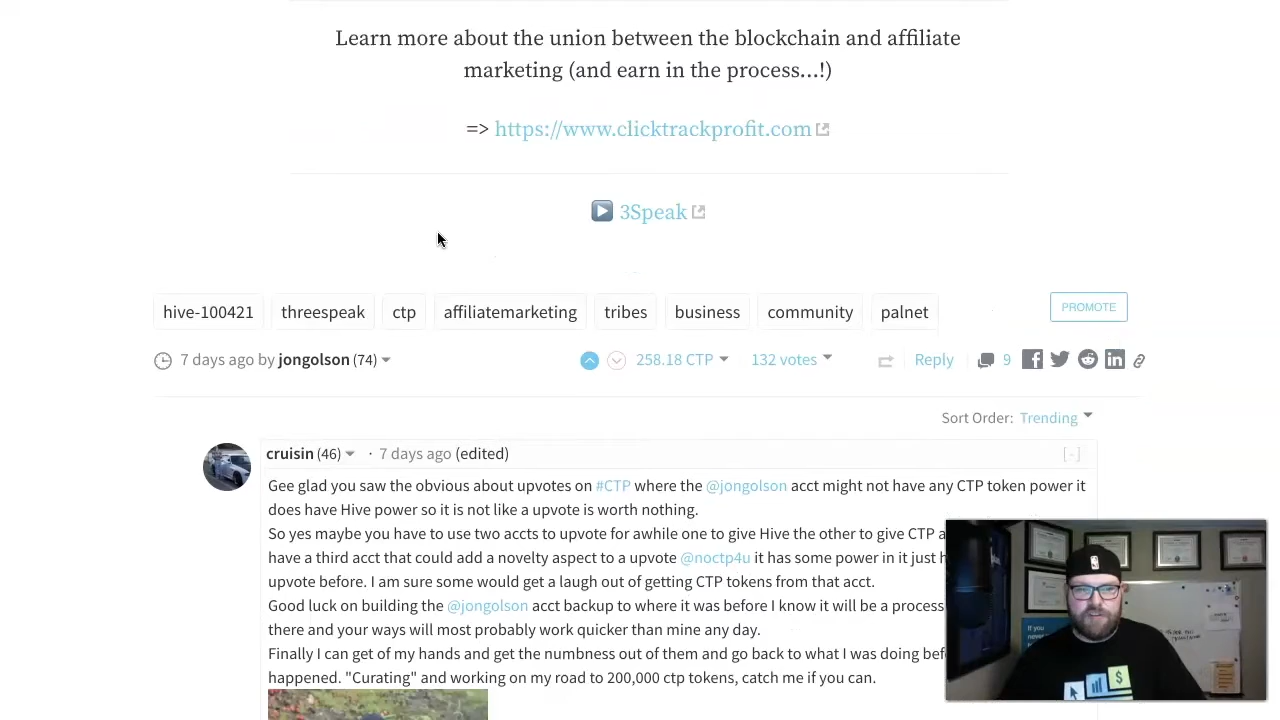 Learn more about the union between the blockchain and affiliate
marketing (and earn in the process...!)
=> https://www.clicktrackprofit.com
3Speak
hive-100421 threespeak ctp affiliatemarketing tribes business community palnet PROMOTE
7 days ago by jongolson (74) 258.18 CTP 132 votes Reply 9
Sort Order: Trending
cruisin (46) · 7 days ago (edited) [-]
Gee glad you saw the obvious about upvotes on #CTP where the @jongolson acct might not have any CTP token power it
does have Hive power so it is not like a upvote is worth nothing.
So yes maybe you have to use two accts to upvote for awhile one to give Hive the other to give CTP a
have a third acct that could add a novelty aspect to a upvote @noctp4u it has some power in it just h
upvote before. I am sure some would get a laugh out of getting CTP tokens from that acct.
Good luck on building the @jongolson acct backup to where it was before I know it will be a process
there and your ways will most probably work quicker than mine any day.
Finally I can get of my hands and get the numbness out of them and go back to what I was doing bef
happened. "Curating" and working on my road to 200,000 ctp tokens, catch me if you can.
If you
never